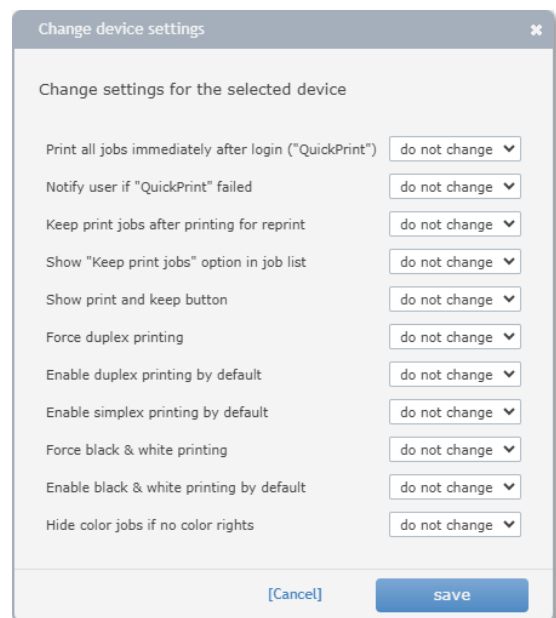 Change device settings
Change settings for the selected device
Print all jobs immediately after login ("QuickPrint") do not change
Notify user if "QuickPrint" failed do not change
Keep print jobs after printing for reprint do not change
Show "Keep print jobs" option in job list do not change
Show print and keep button do not change
Force duplex printing do not change
Enable duplex printing by default do not change
Enable simplex printing by default do not change
Force black & white printing do not change
Enable black & white printing by default do not change
Hide color jobs if no color rights do not change
[Cancel] save